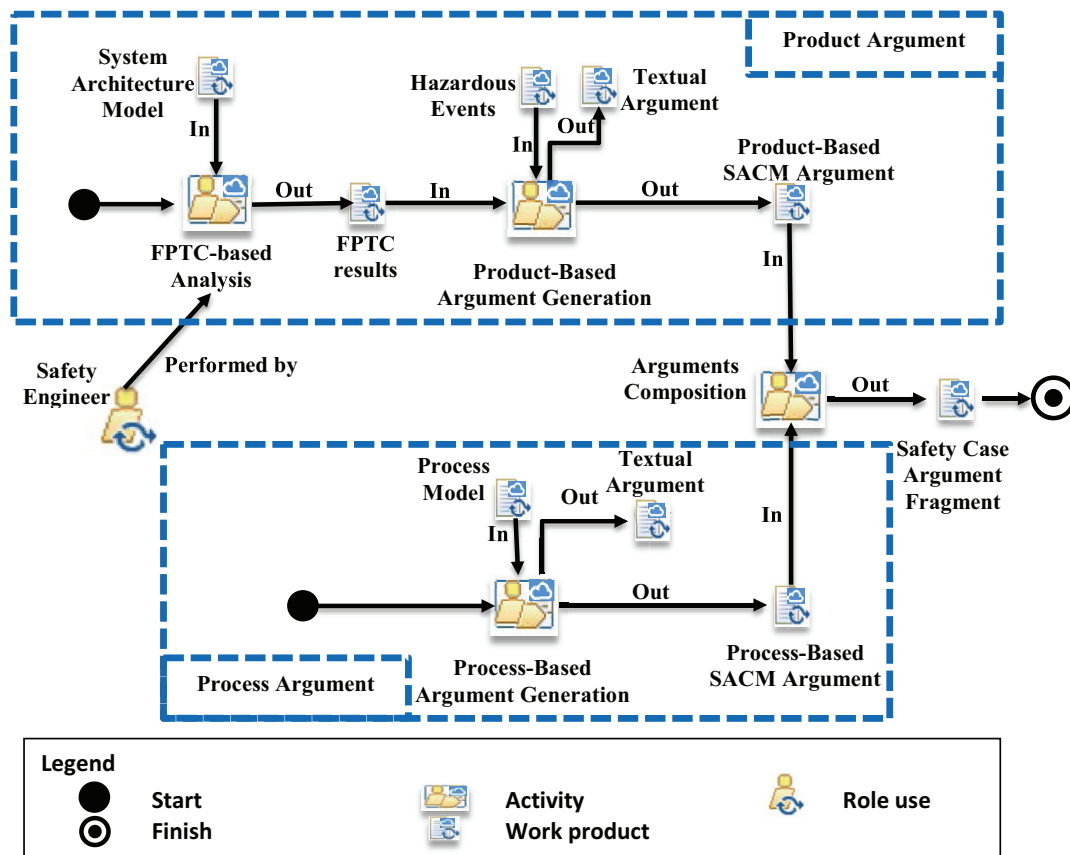 Product Argument
System
Architecture
Model
Hazardous
Events
Textual
Argument
In
In
Out
Product-Based
SACM Argument
Out
In
Out
FPTC-based
Analysis
FPTC
results
Product-Based
Argument Generation
In
Safety
Engineer
Performed by
Arguments
Composition
Out
Safety Case
Argument
Fragment
Process
Model
Textual
Argument
Out
In
In
Out
Process-Based
Argument Generation
Process-Based
SACM Argument
Process Argument
Legend
Start
Activity
Role use
Finish
Work product